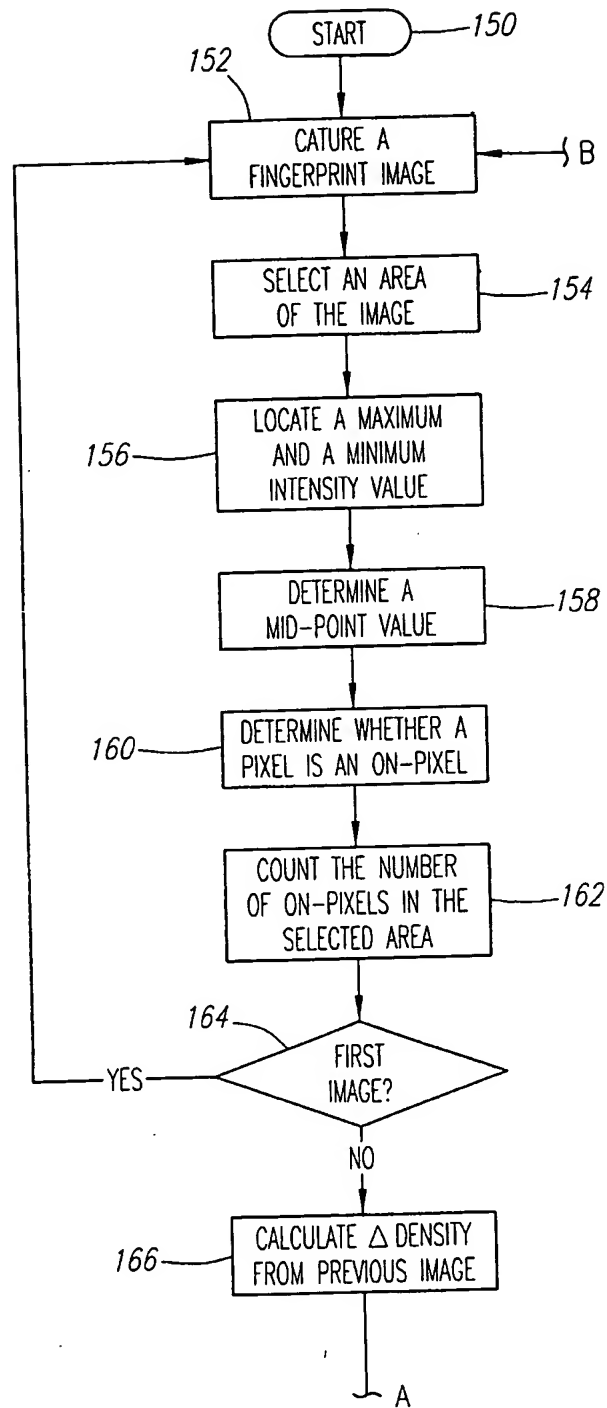 START
150
152
CATURE A
FINGERPRINT IMAGE
B
SELECT AN AREA
OF THE IMAGE
154
156
LOCATE A MAXIMUM
AND A MINIMUM
INTENSITY VALUE
DETERMINE A
MID-POINT VALUE
158
160
DETERMINE WHETHER A
PIXEL IS AN ON-PIXEL
COUNT THE NUMBER
OF ON-PIXELS IN THE
SELECTED AREA
162
164
FIRST
IMAGE?
YES
NO
166
CALCULATE Δ DENSITY
FROM PREVIOUS IMAGE
A